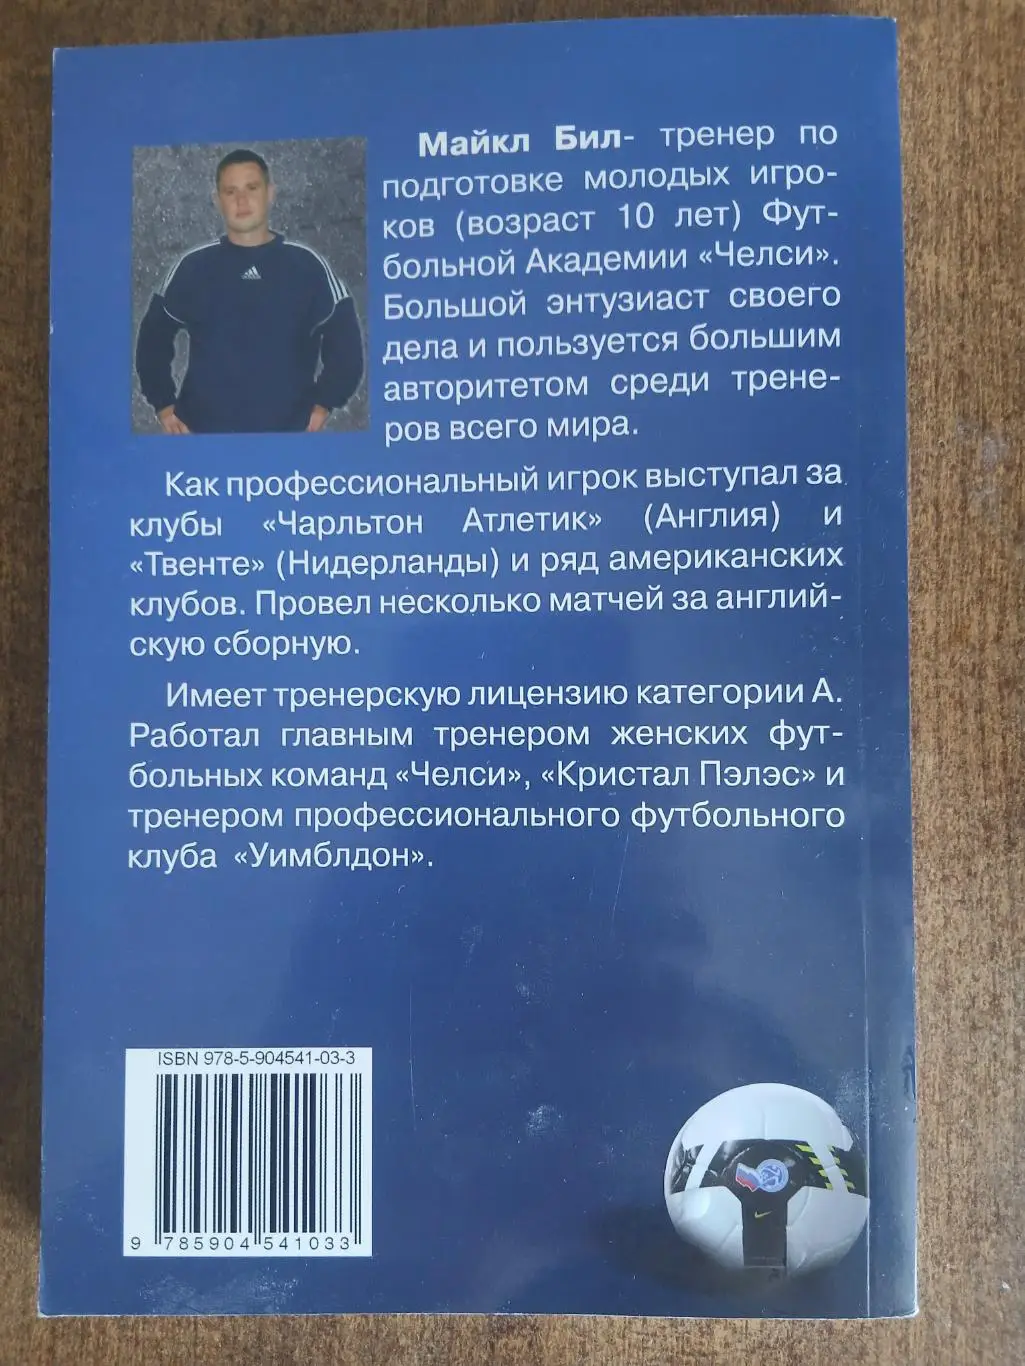 Майкл Бил- тренер по
подготовке молодых игро-
ков (возраст 10 лет) Фут-
больной Академии «Челси».
Большой энтузиаст своего
дела и пользуется большим
авторитетом среди трене-
ров всего мира.
Как профессиональный игрок выступал за
клубы «Чарльтон Атлетик» (Англия) и
«Твенте» (Нидерланды) и ряд американских
клубов. Провел несколько матчей за англий-
скую сборную.
Имеет тренерскую лицензию категории А.
Работал главным тренером женских фут-
больных команд «Челси», «Кристал Пэлэс» и
тренером профессионального футбольного
клуба «Уимблдон».
ISBN 978-5-904541-03-3
9 785904 541033